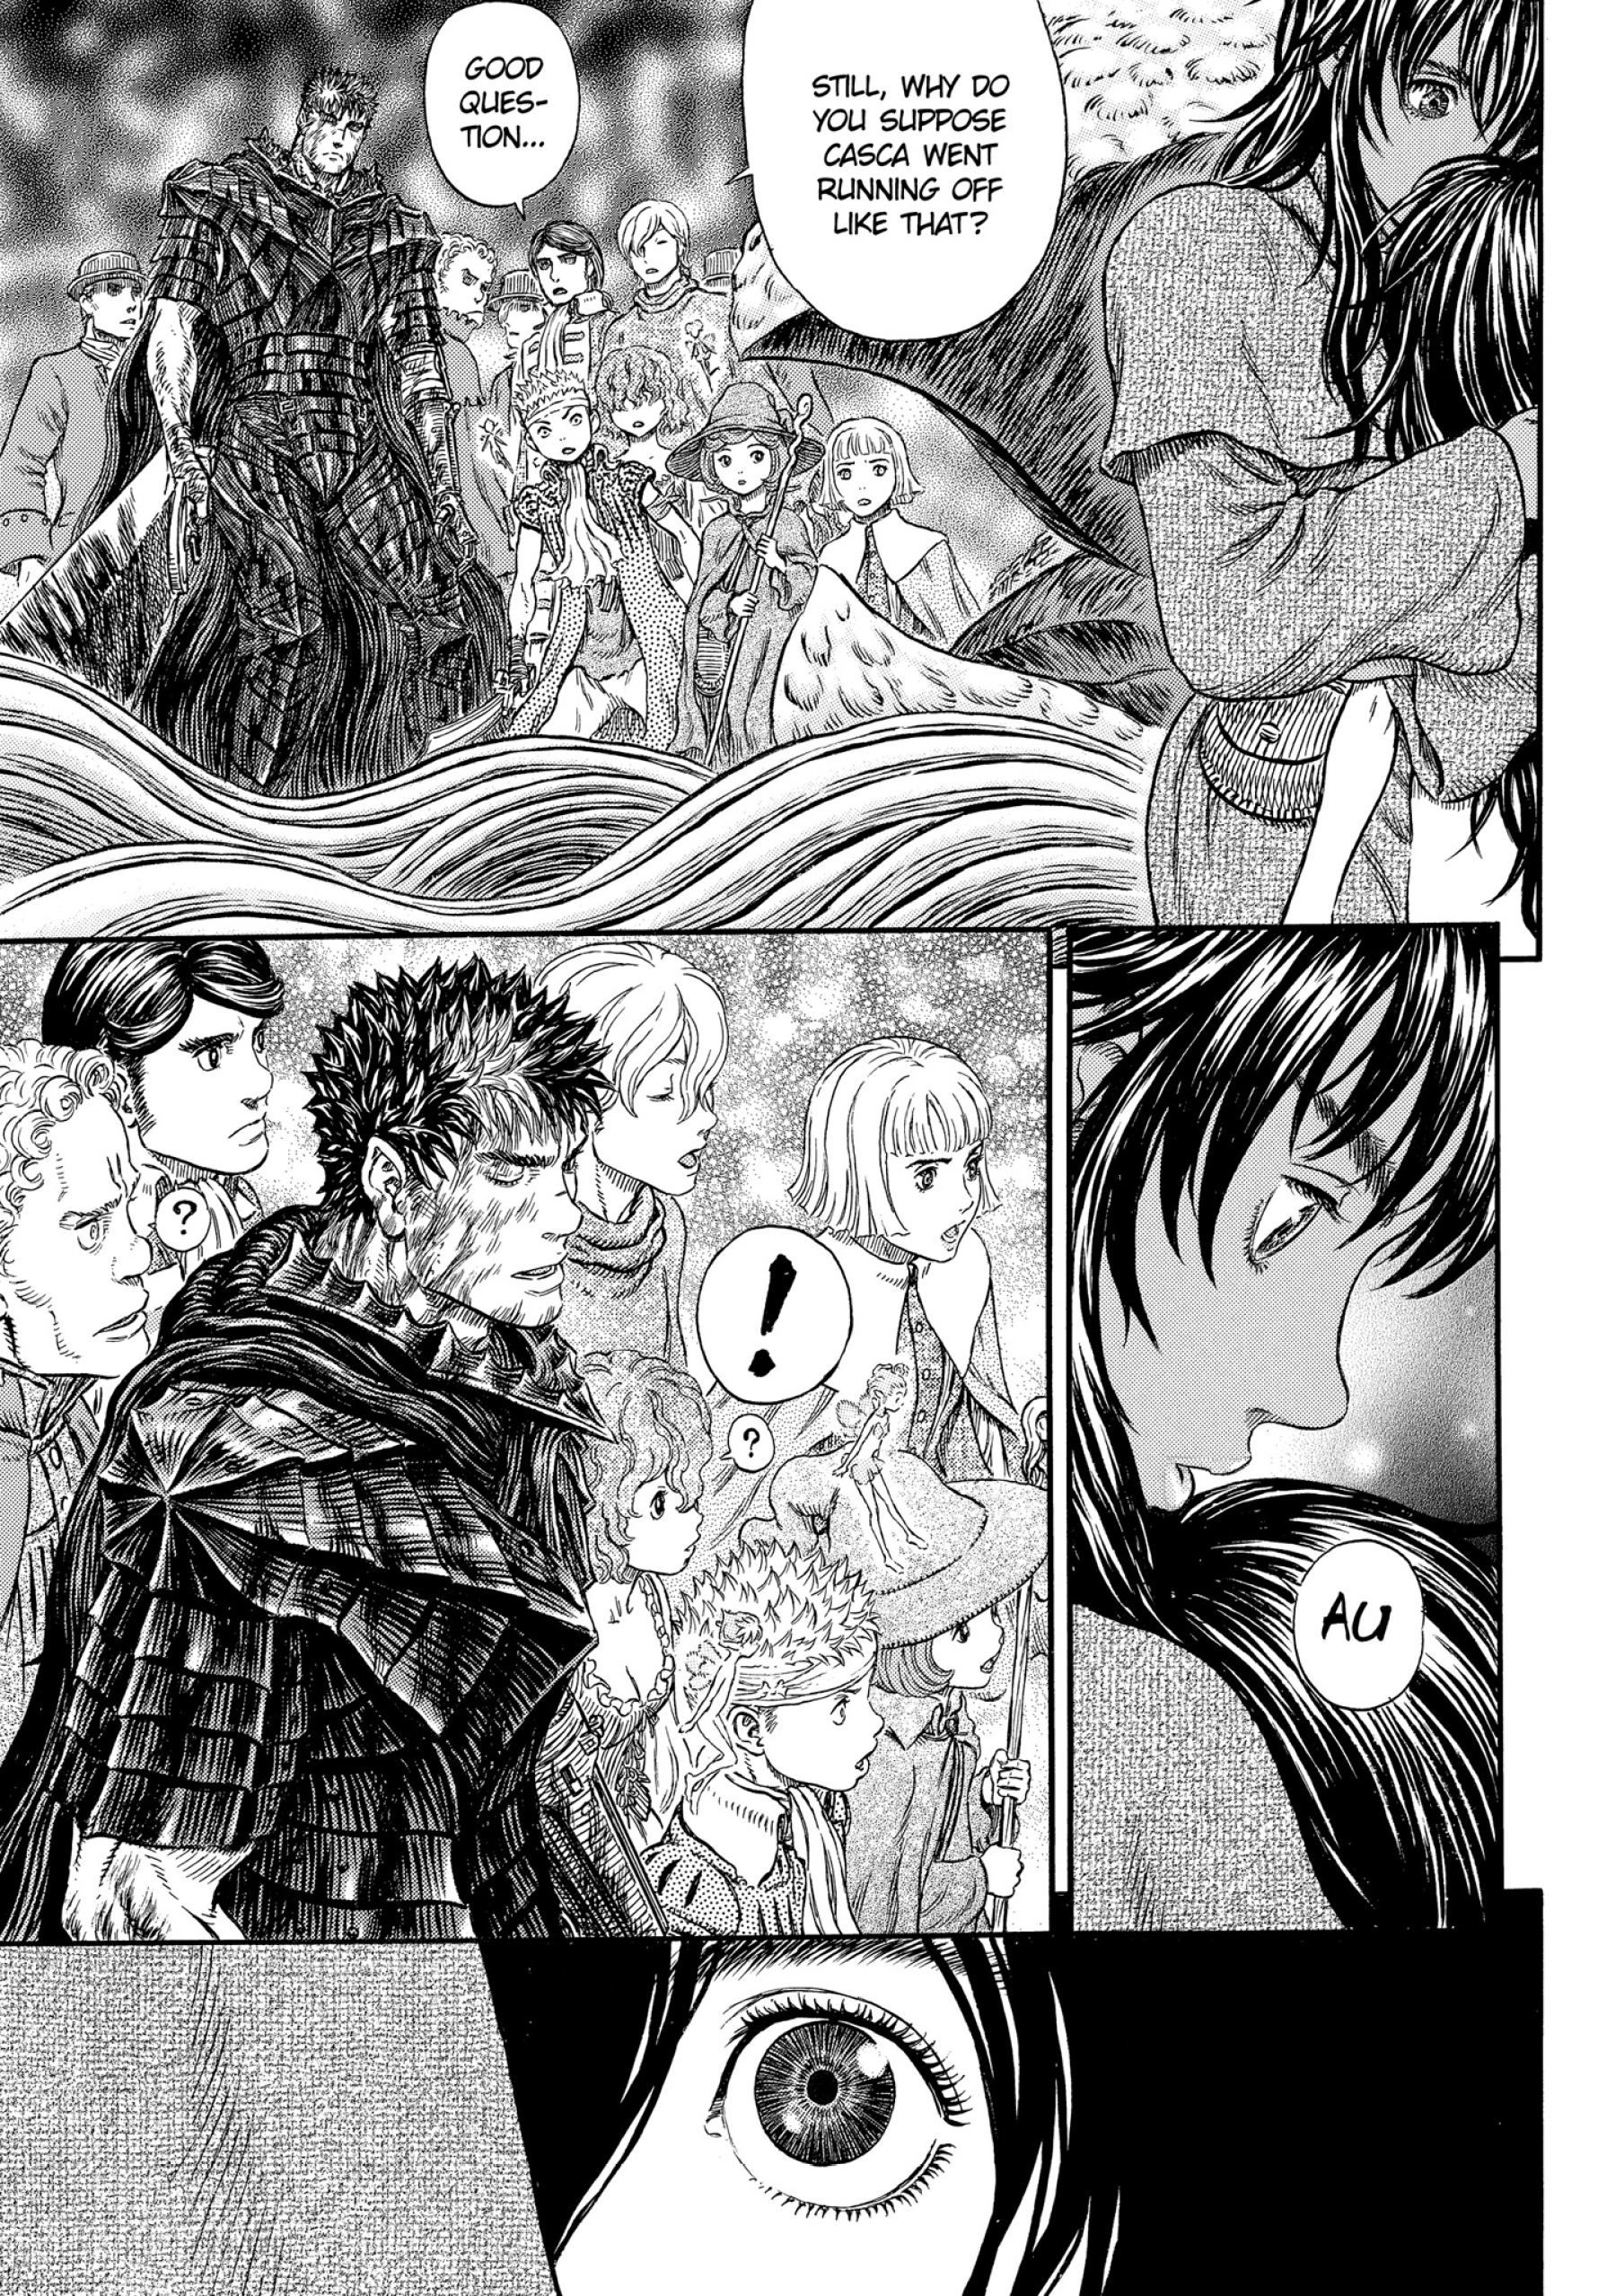 STILL, WHY DO
YOU SUPPOSE
CASCA WENT
RUNNING OFF
LIKE THAT?
GOOD
QUES-
TION...
AU
!
?
?